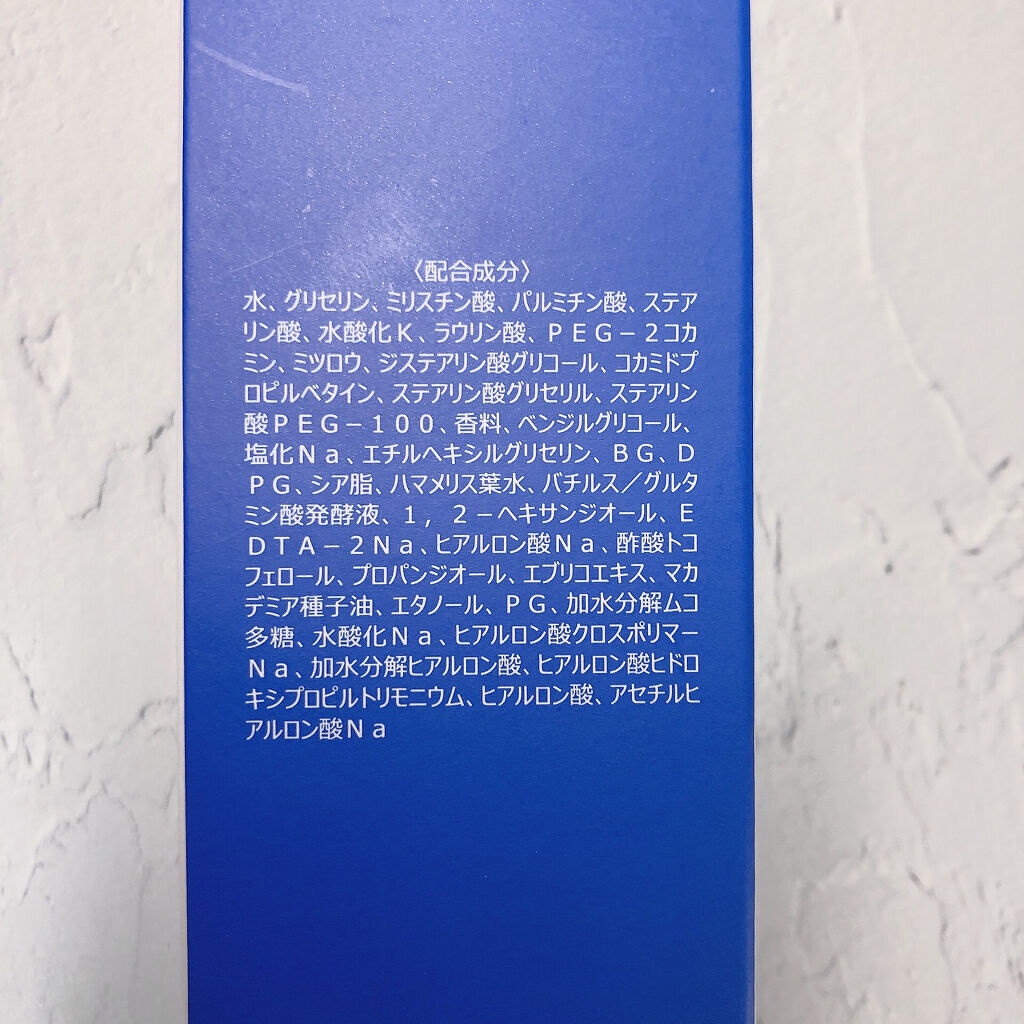 〈配合成分〉
水、グリセリン、ミリスチン酸、パルミチン酸、ステア
リン酸、水酸化Ｋ、ラウリン酸、ＰＥＧ－２コカ
ミン、ミツロウ、ジステアリン酸グリコール、コカミドプ
ロピルベタイン、ステアリン酸グリセリル、ステアリン
酸ＰＥＧ－１００、香料、ベンジルグリコール、
塩化Ｎａ、エチルヘキシルグリセリン、ＢＧ、Ｄ
ＰＧ、シア脂、ハマメリス葉水、バチルス／グルタ
ミン酸発酵液、１，２－ヘキサンジオール、Ｅ
ＤＴＡ－２Ｎａ、ヒアルロン酸Ｎａ、酢酸トコ
フェロール、プロパンジオール、エブリコエキス、マカ
デミア種子油、エタノール、ＰＧ、加水分解ムコ
多糖、水酸化Ｎａ、ヒアルロン酸クロスポリマー
Ｎａ、加水分解ヒアルロン酸、ヒアルロン酸ヒドロ
キシプロピルトリモニウム、ヒアルロン酸、アセチルヒ
アルロン酸Ｎａ